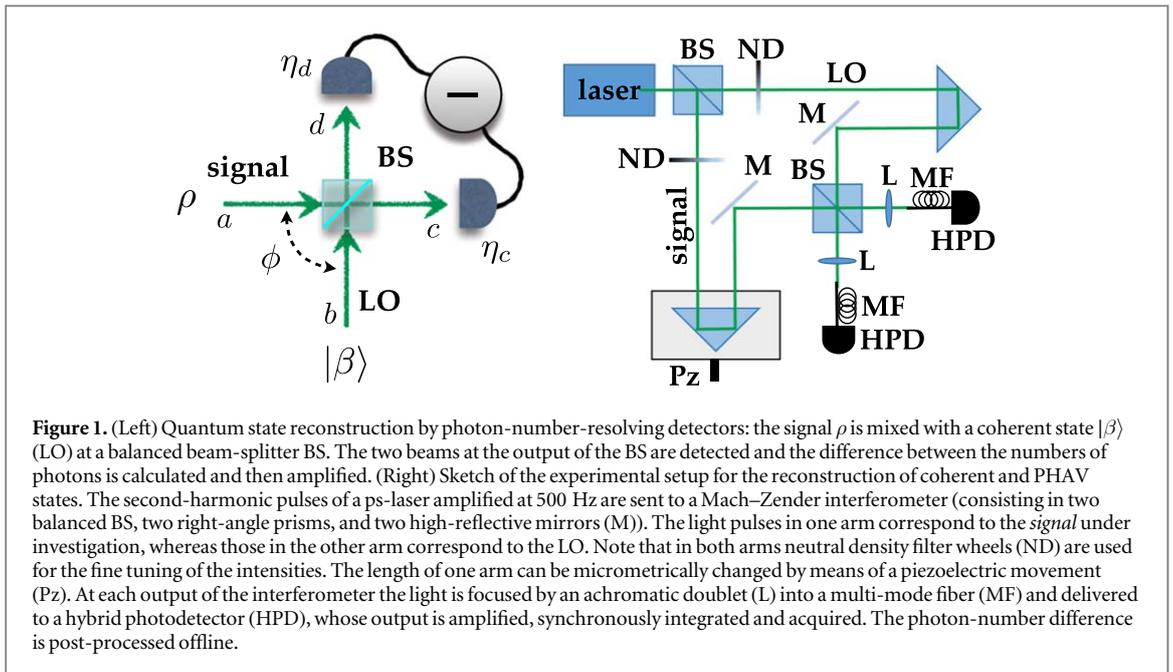 η_d
d
signal
BS
ρ
a
c
η_c
ϕ
b
LO
|β⟩
−
BS
ND
laser
LO
M
ND
M
BS
L
MF
HPD
signal
L
MF
HPD
Pz
Figure 1. (Left) Quantum state reconstruction by photon-number-resolving detectors: the signal ρ is mixed with a coherent state |β⟩
(LO) at a balanced beam-splitter BS. The two beams at the output of the BS are detected and the difference between the numbers of
photons is calculated and then amplified. (Right) Sketch of the experimental setup for the reconstruction of coherent and PHAV
states. The second-harmonic pulses of a ps-laser amplified at 500 Hz are sent to a Mach–Zender interferometer (consisting in two
balanced BS, two right-angle prisms, and two high-reflective mirrors (M)). The light pulses in one arm correspond to the signal under
investigation, whereas those in the other arm correspond to the LO. Note that in both arms neutral density filter wheels (ND) are used
for the fine tuning of the intensities. The length of one arm can be micrometrically changed by means of a piezoelectric movement
(Pz). At each output of the interferometer the light is focused by an achromatic doublet (L) into a multi-mode fiber (MF) and delivered
to a hybrid photodetector (HPD), whose output is amplified, synchronously integrated and acquired. The photon-number difference
is post-processed offline.